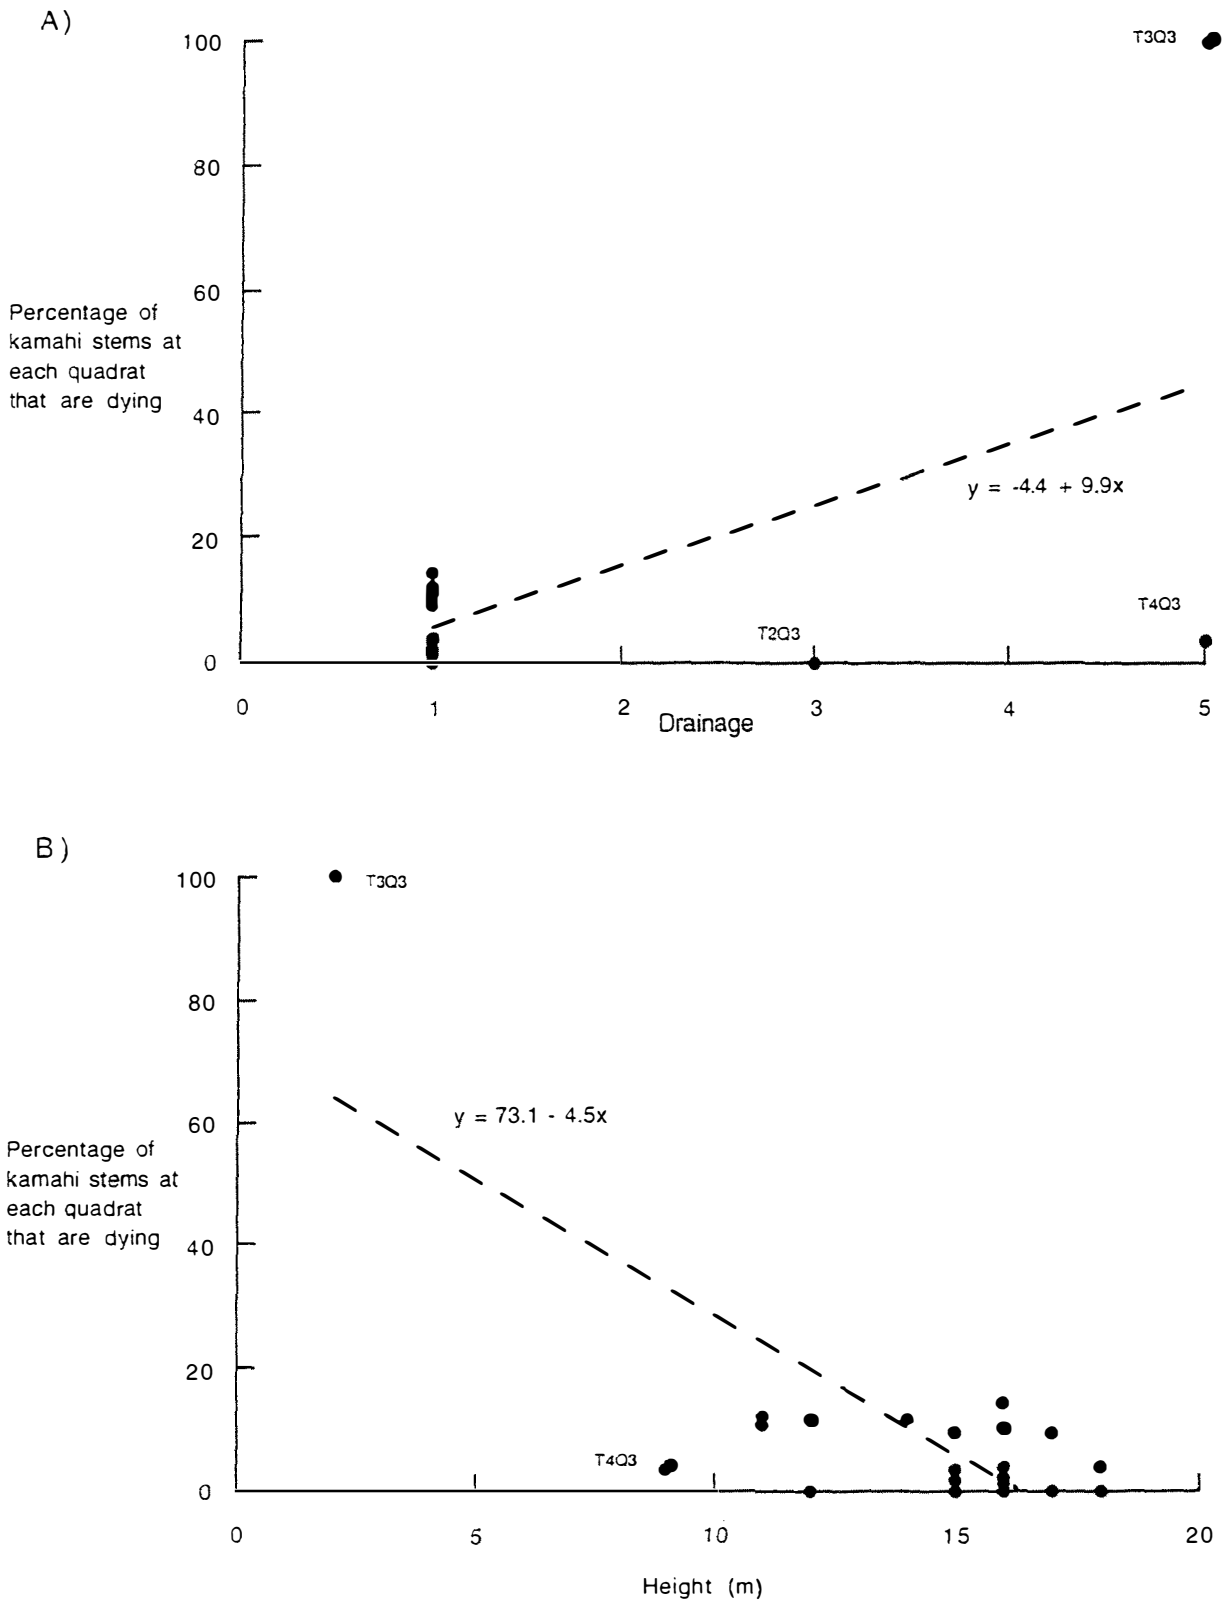 A)
100
T3Q3
80
60
Percentage of
kamahi stems at
each quadrat
that are dying
40
y = -4.4 + 9.9x
20
T4Q3
T2Q3
0
0 1 2 3 4 5
Drainage
B)
100
T3Q3
80
60
y = 73.1 - 4.5x
Percentage of
kamahi stems at
each quadrat
that are dying
40
20
T4Q3
0
0 5 10 15 20
Height (m)